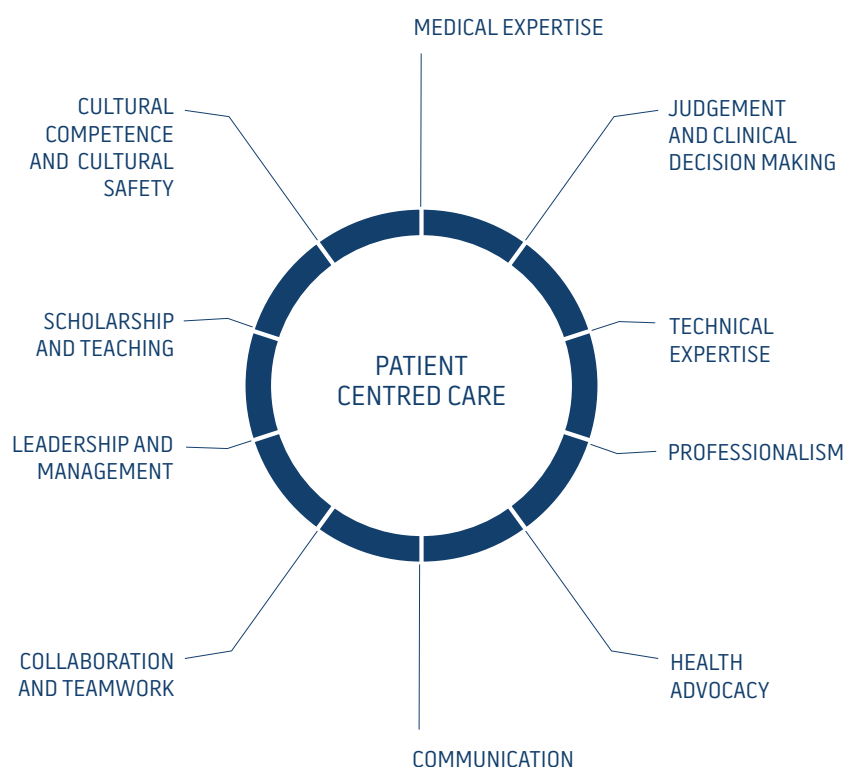 MEDICAL EXPERTISE
JUDGEMENT
AND CLINICAL
DECISION MAKING
TECHNICAL
EXPERTISE
PROFESSIONALISM
HEALTH
ADVOCACY
COMMUNICATION
COLLABORATION
AND TEAMWORK
LEADERSHIP AND
MANAGEMENT
SCHOLARSHIP
AND TEACHING
CULTURAL
COMPETENCE
AND CULTURAL
SAFETY
PATIENT
CENTRED CARE